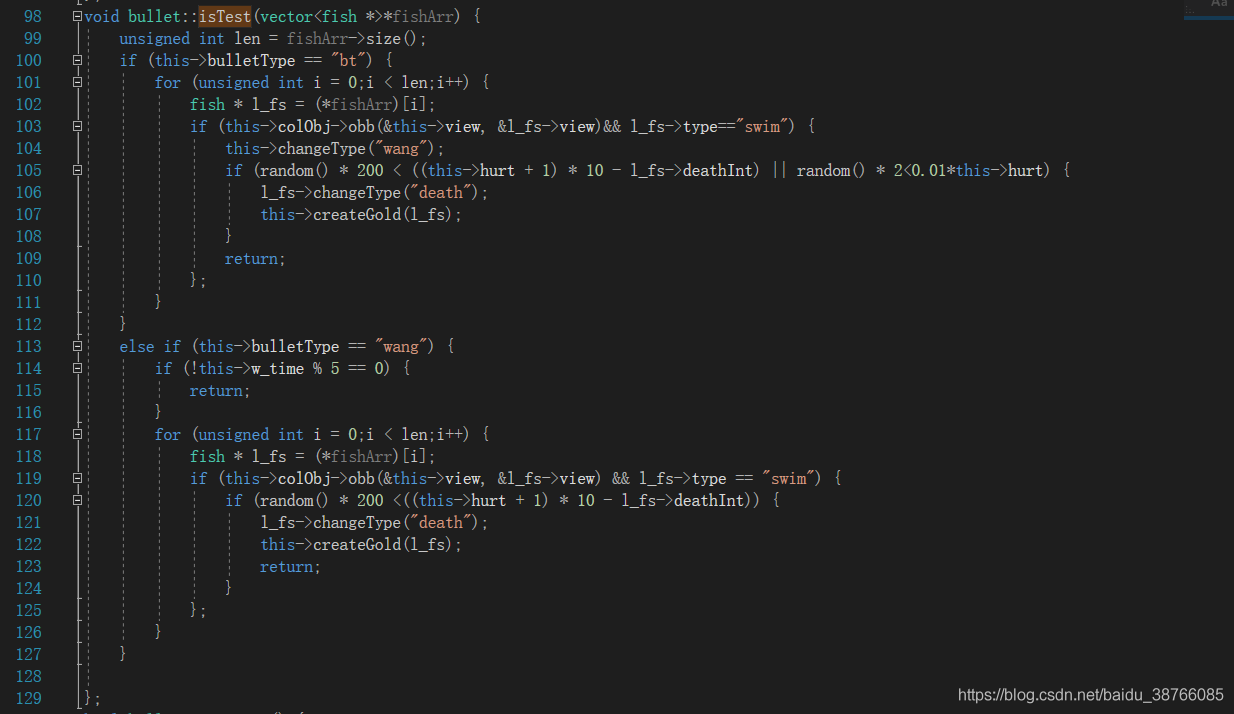 98 void bullet::isTest(vector<fish *>*fishArr) {
99 unsigned int len = fishArr->size();
100 if (this->bulletType == "bt") {
101 for (unsigned int i = 0;i < len;i++) {
102 fish * l_fs = (*fishArr)[i];
103 if (this->colObj->obb(&this->view, &l_fs->view)&& l_fs->type=="swim") {
104 this->changeType("wang");
105 if (random() * 200 < ((this->hurt + 1) * 10 - l_fs->deathInt) || random() * 2<0.01*this->hurt) {
106 l_fs->changeType("death");
107 this->createGold(l_fs);
108 }
109 return;
110 };
111 }
112 }
113 else if (this->bulletType == "wang") {
114 if (!this->w_time % 5 == 0) {
115 return;
116 }
117 for (unsigned int i = 0;i < len;i++) {
118 fish * l_fs = (*fishArr)[i];
119 if (this->colObj->obb(&this->view, &l_fs->view) && l_fs->type == "swim") {
120 if (random() * 200 <((this->hurt + 1) * 10 - l_fs->deathInt)) {
121 l_fs->changeType("death");
122 this->createGold(l_fs);
123 return;
124 }
125 };
126 }
127 }
128
129 };
https://blog.csdn.net/baidu_38766085